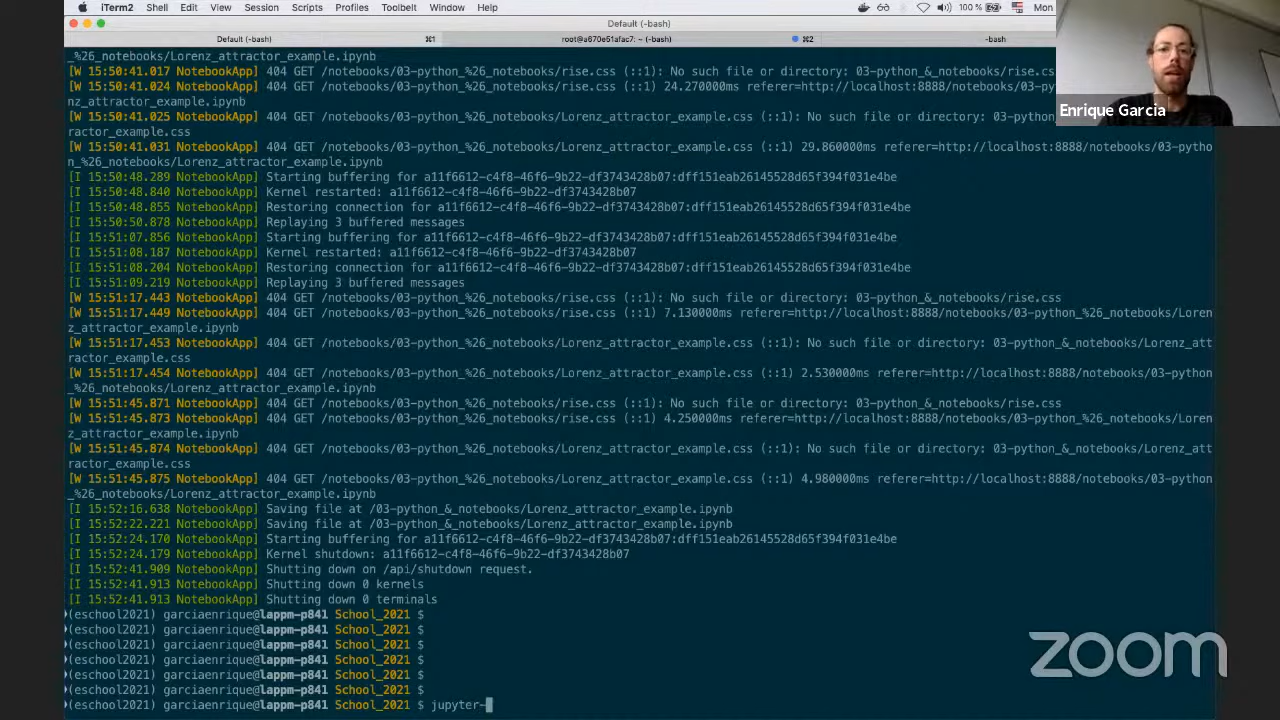 iTerm2 Shell Edit View Session Scripts Profiles Toolbelt Window Help 100 % Mon
Default (-bash)
Default (-bash) ⌘1 root@a670e51afac7: ~ (-bash) ⌘2 -bash
_%26_notebooks/Lorenz_attractor_example.ipynb
[W 15:50:41.017 NotebookApp] 404 GET /notebooks/03-python_%26_notebooks/rise.css (::1): No such file or directory: 03-python_&_notebooks/rise.cs
[W 15:50:41.024 NotebookApp] 404 GET /notebooks/03-python_%26_notebooks/rise.css (::1) 24.270000ms referer=http://localhost:8888/notebooks/03-py
nz_attractor_example.ipynb
[W 15:50:41.025 NotebookApp] 404 GET /notebooks/03-python_%26_notebooks/Lorenz_attractor_example.css (::1): No such file or directory: 03-python
ractor_example.css
[W 15:50:41.031 NotebookApp] 404 GET /notebooks/03-python_%26_notebooks/Lorenz_attractor_example.css (::1) 29.860000ms referer=http://localhost:8888/notebooks/03-pytho
n_%26_notebooks/Lorenz_attractor_example.ipynb
[I 15:50:48.289 NotebookApp] Starting buffering for a11f6612-c4f8-46f6-9b22-df3743428b07:dff151eab26145528d65f394f031e4be
[I 15:50:48.840 NotebookApp] Kernel restarted: a11f6612-c4f8-46f6-9b22-df3743428b07
[I 15:50:48.855 NotebookApp] Restoring connection for a11f6612-c4f8-46f6-9b22-df3743428b07:dff151eab26145528d65f394f031e4be
[I 15:50:50.878 NotebookApp] Replaying 3 buffered messages
[I 15:51:07.856 NotebookApp] Starting buffering for a11f6612-c4f8-46f6-9b22-df3743428b07:dff151eab26145528d65f394f031e4be
[I 15:51:08.187 NotebookApp] Kernel restarted: a11f6612-c4f8-46f6-9b22-df3743428b07
[I 15:51:08.204 NotebookApp] Restoring connection for a11f6612-c4f8-46f6-9b22-df3743428b07:dff151eab26145528d65f394f031e4be
[I 15:51:09.219 NotebookApp] Replaying 3 buffered messages
[W 15:51:17.443 NotebookApp] 404 GET /notebooks/03-python_%26_notebooks/rise.css (::1): No such file or directory: 03-python_&_notebooks/rise.css
[W 15:51:17.449 NotebookApp] 404 GET /notebooks/03-python_%26_notebooks/rise.css (::1) 7.130000ms referer=http://localhost:8888/notebooks/03-python_%26_notebooks/Loren
z_attractor_example.ipynb
[W 15:51:17.453 NotebookApp] 404 GET /notebooks/03-python_%26_notebooks/Lorenz_attractor_example.css (::1): No such file or directory: 03-python_&_notebooks/Lorenz_att
ractor_example.css
[W 15:51:17.454 NotebookApp] 404 GET /notebooks/03-python_%26_notebooks/Lorenz_attractor_example.css (::1) 2.530000ms referer=http://localhost:8888/notebooks/03-python
_%26_notebooks/Lorenz_attractor_example.ipynb
[W 15:51:45.871 NotebookApp] 404 GET /notebooks/03-python_%26_notebooks/rise.css (::1): No such file or directory: 03-python_&_notebooks/rise.css
[W 15:51:45.873 NotebookApp] 404 GET /notebooks/03-python_%26_notebooks/rise.css (::1) 4.250000ms referer=http://localhost:8888/notebooks/03-python_%26_notebooks/Loren
z_attractor_example.ipynb
[W 15:51:45.874 NotebookApp] 404 GET /notebooks/03-python_%26_notebooks/Lorenz_attractor_example.css (::1): No such file or directory: 03-python_&_notebooks/Lorenz_att
ractor_example.css
[W 15:51:45.875 NotebookApp] 404 GET /notebooks/03-python_%26_notebooks/Lorenz_attractor_example.css (::1) 4.980000ms referer=http://localhost:8888/notebooks/03-python
_%26_notebooks/Lorenz_attractor_example.ipynb
[I 15:52:16.638 NotebookApp] Saving file at /03-python_&_notebooks/Lorenz_attractor_example.ipynb
[I 15:52:22.221 NotebookApp] Saving file at /03-python_&_notebooks/Lorenz_attractor_example.ipynb
[I 15:52:24.170 NotebookApp] Starting buffering for a11f6612-c4f8-46f6-9b22-df3743428b07:dff151eab26145528d65f394f031e4be
[I 15:52:24.179 NotebookApp] Kernel shutdown: a11f6612-c4f8-46f6-9b22-df3743428b07
[I 15:52:41.909 NotebookApp] Shutting down on /api/shutdown request.
[I 15:52:41.913 NotebookApp] Shutting down 0 kernels
[I 15:52:41.913 NotebookApp] Shutting down 0 terminals
(eschool2021) garciaenrique@lappm-p841 School_2021 $
(eschool2021) garciaenrique@lappm-p841 School_2021 $
(eschool2021) garciaenrique@lappm-p841 School_2021 $
(eschool2021) garciaenrique@lappm-p841 School_2021 $
(eschool2021) garciaenrique@lappm-p841 School_2021 $
(eschool2021) garciaenrique@lappm-p841 School_2021 $
(eschool2021) garciaenrique@lappm-p841 School_2021 $ jupyter-
Enrique Garcia
zoom